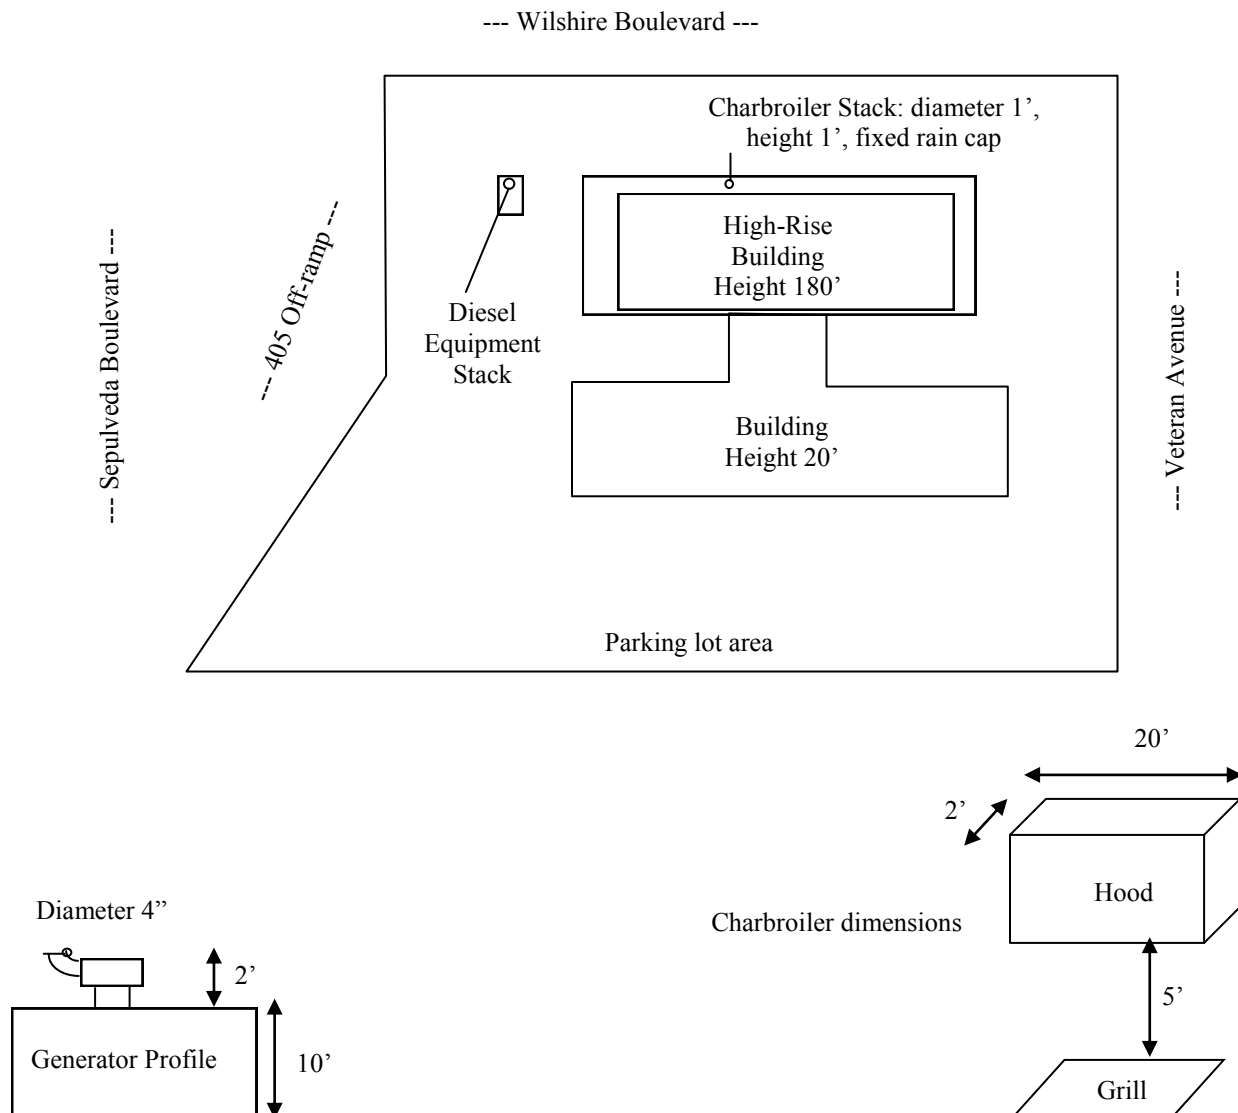 --- Wilshire Boulevard ---
Charbroiler Stack: diameter 1’,
height 1’, fixed rain cap
--- Sepulveda Boulevard ---
--- 405 Off-ramp ---
High-Rise
Building
Height 180’
Diesel
Equipment
Stack
--- Veteran Avenue ---
Building
Height 20’
Parking lot area
20’
2’
Hood
Diameter 4”
Charbroiler dimensions
2’
5’
Generator Profile
10’
Grill